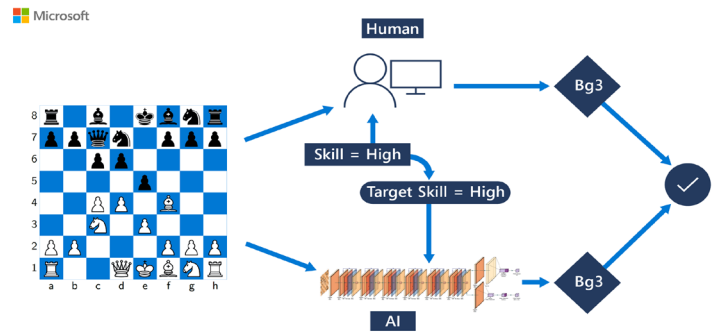 Microsoft
Human
Bg3
8
7
6
5
4
3
2
1
a b c d e f g h
Skill = High
Target Skill = High
Bg3
AI